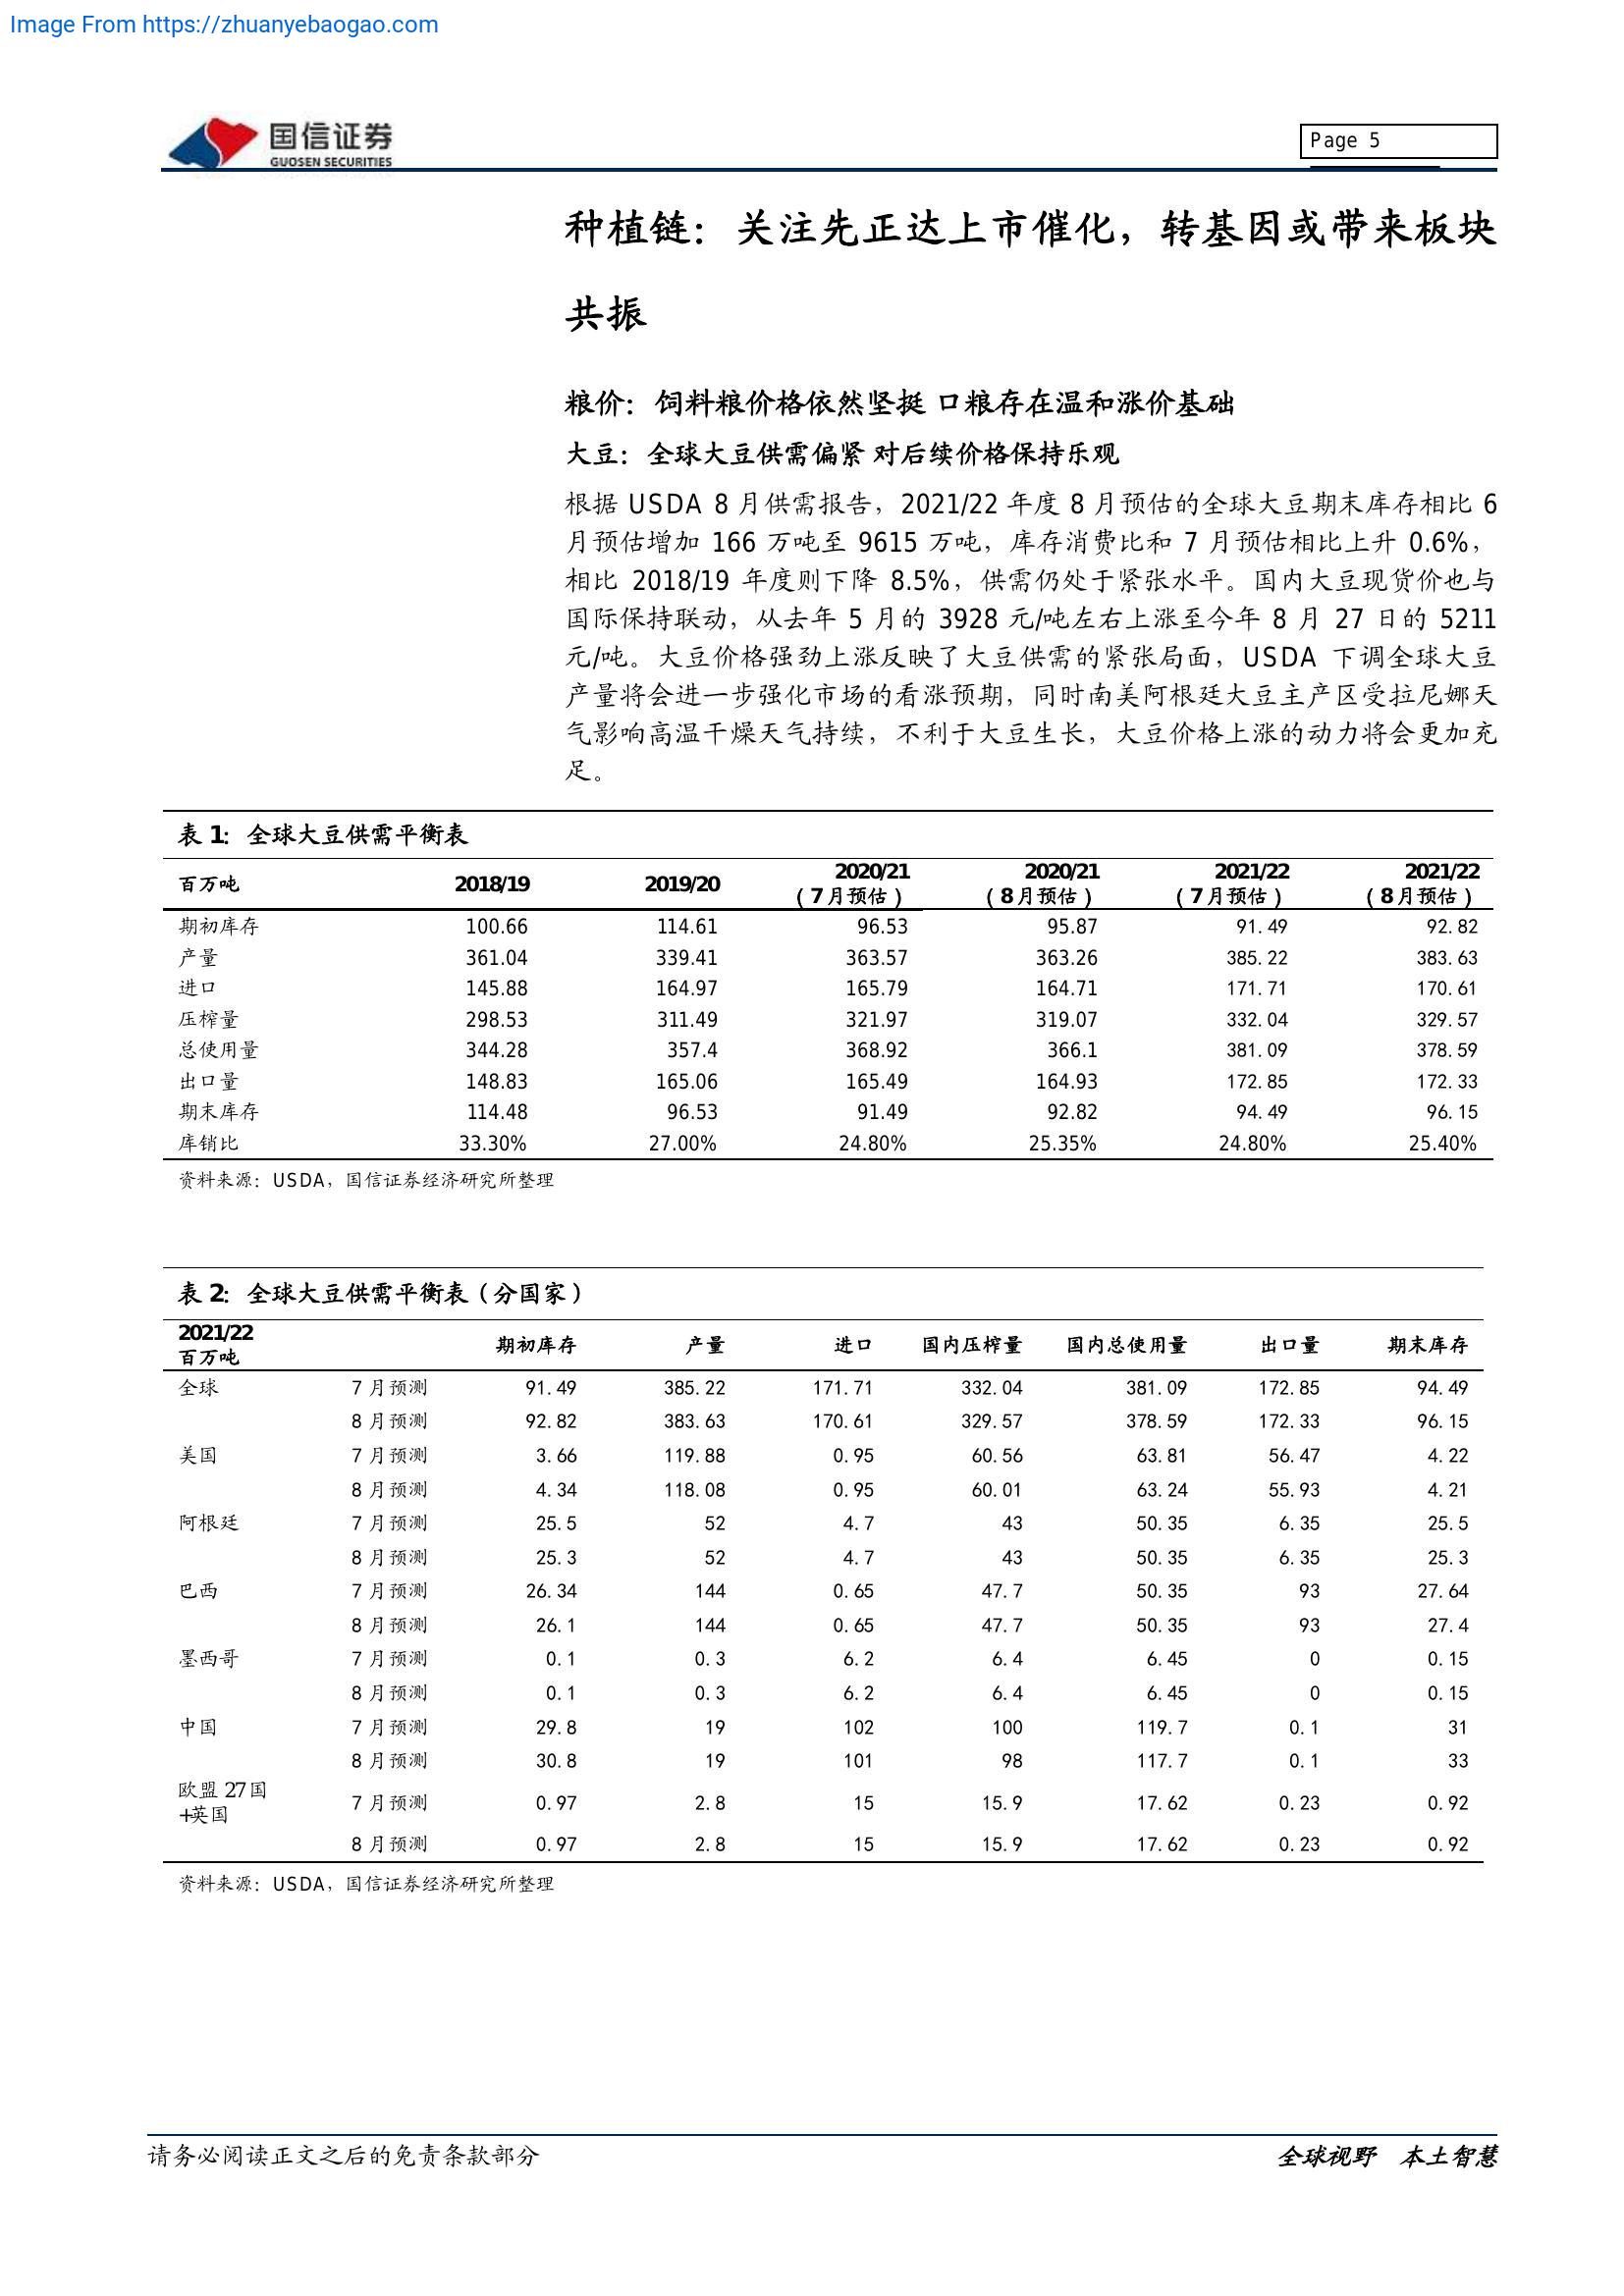 Image From https://zhuanyebaogao.com
国信证券
GUOSEN SECURITIES
Page 5
种植链：关注先正达上市催化，转基因或带来板块
共振
粮价：饲料粮价格依然坚挺 口粮存在温和涨价基础
大豆：全球大豆供需偏紧 对后续价格保持乐观
根据 USDA 8 月供需报告，2021/22 年度 8 月预估的全球大豆期末库存相比 6
月预估增加 166 万吨至 9615 万吨，库存消费比和 7 月预估相比上升 0.6%，
相比 2018/19 年度则下降 8.5%，供需仍处于紧张水平。国内大豆现货价也与
国际保持联动，从去年 5 月的 3928 元/吨左右上涨至今年 8 月 27 日的 5211
元/吨。大豆价格强劲上涨反映了大豆供需的紧张局面，USDA 下调全球大豆
产量将会进一步强化市场的看涨预期，同时南美阿根廷大豆主产区受拉尼娜天
气影响高温干燥天气持续，不利于大豆生长，大豆价格上涨的动力将会更加充
足。
表 1：全球大豆供需平衡表
百万吨 2018/19 2019/20 2020/21（7月预估） 2020/21（8月预估） 2021/22（7月预估） 2021/22（8月预估）
期初库存 100.66 114.61 96.53 95.87 91.49 92.82
产量 361.04 339.41 363.57 363.26 385.22 383.63
进口 145.88 164.97 165.79 164.71 171.71 170.61
压榨量 298.53 311.49 321.97 319.07 332.04 329.57
总使用量 344.28 357.4 368.92 366.1 381.09 378.59
出口量 148.83 165.06 165.49 164.93 172.85 172.33
期末库存 114.48 96.53 91.49 92.82 94.49 96.15
库销比 33.30% 27.00% 24.80% 25.35% 24.80% 25.40%
资料来源：USDA，国信证券经济研究所整理
表 2：全球大豆供需平衡表（分国家）
2021/22
百万吨 期初库存 产量 进口 国内压榨量 国内总使用量 出口量 期末库存
全球 7 月预测 91.49 385.22 171.71 332.04 381.09 172.85 94.49
8 月预测 92.82 383.63 170.61 329.57 378.59 172.33 96.15
美国 7 月预测 3.66 119.88 0.95 60.56 63.81 56.47 4.22
8 月预测 4.34 118.08 0.95 60.01 63.24 55.93 4.21
阿根廷 7 月预测 25.5 52 4.7 43 50.35 6.35 25.5
8 月预测 25.3 52 4.7 43 50.35 6.35 25.3
巴西 7 月预测 26.34 144 0.65 47.7 50.35 93 27.64
8 月预测 26.1 144 0.65 47.7 50.35 93 27.4
墨西哥 7 月预测 0.1 0.3 6.2 6.4 6.45 0 0.15
8 月预测 0.1 0.3 6.2 6.4 6.45 0 0.15
中国 7 月预测 29.8 19 102 100 119.7 0.1 31
8 月预测 30.8 19 101 98 117.7 0.1 33
欧盟 27国
+英国 7 月预测 0.97 2.8 15 15.9 17.62 0.23 0.92
8 月预测 0.97 2.8 15 15.9 17.62 0.23 0.92
资料来源：USDA，国信证券经济研究所整理
请务必阅读正文之后的免责条款部分
全球视野 本土智慧